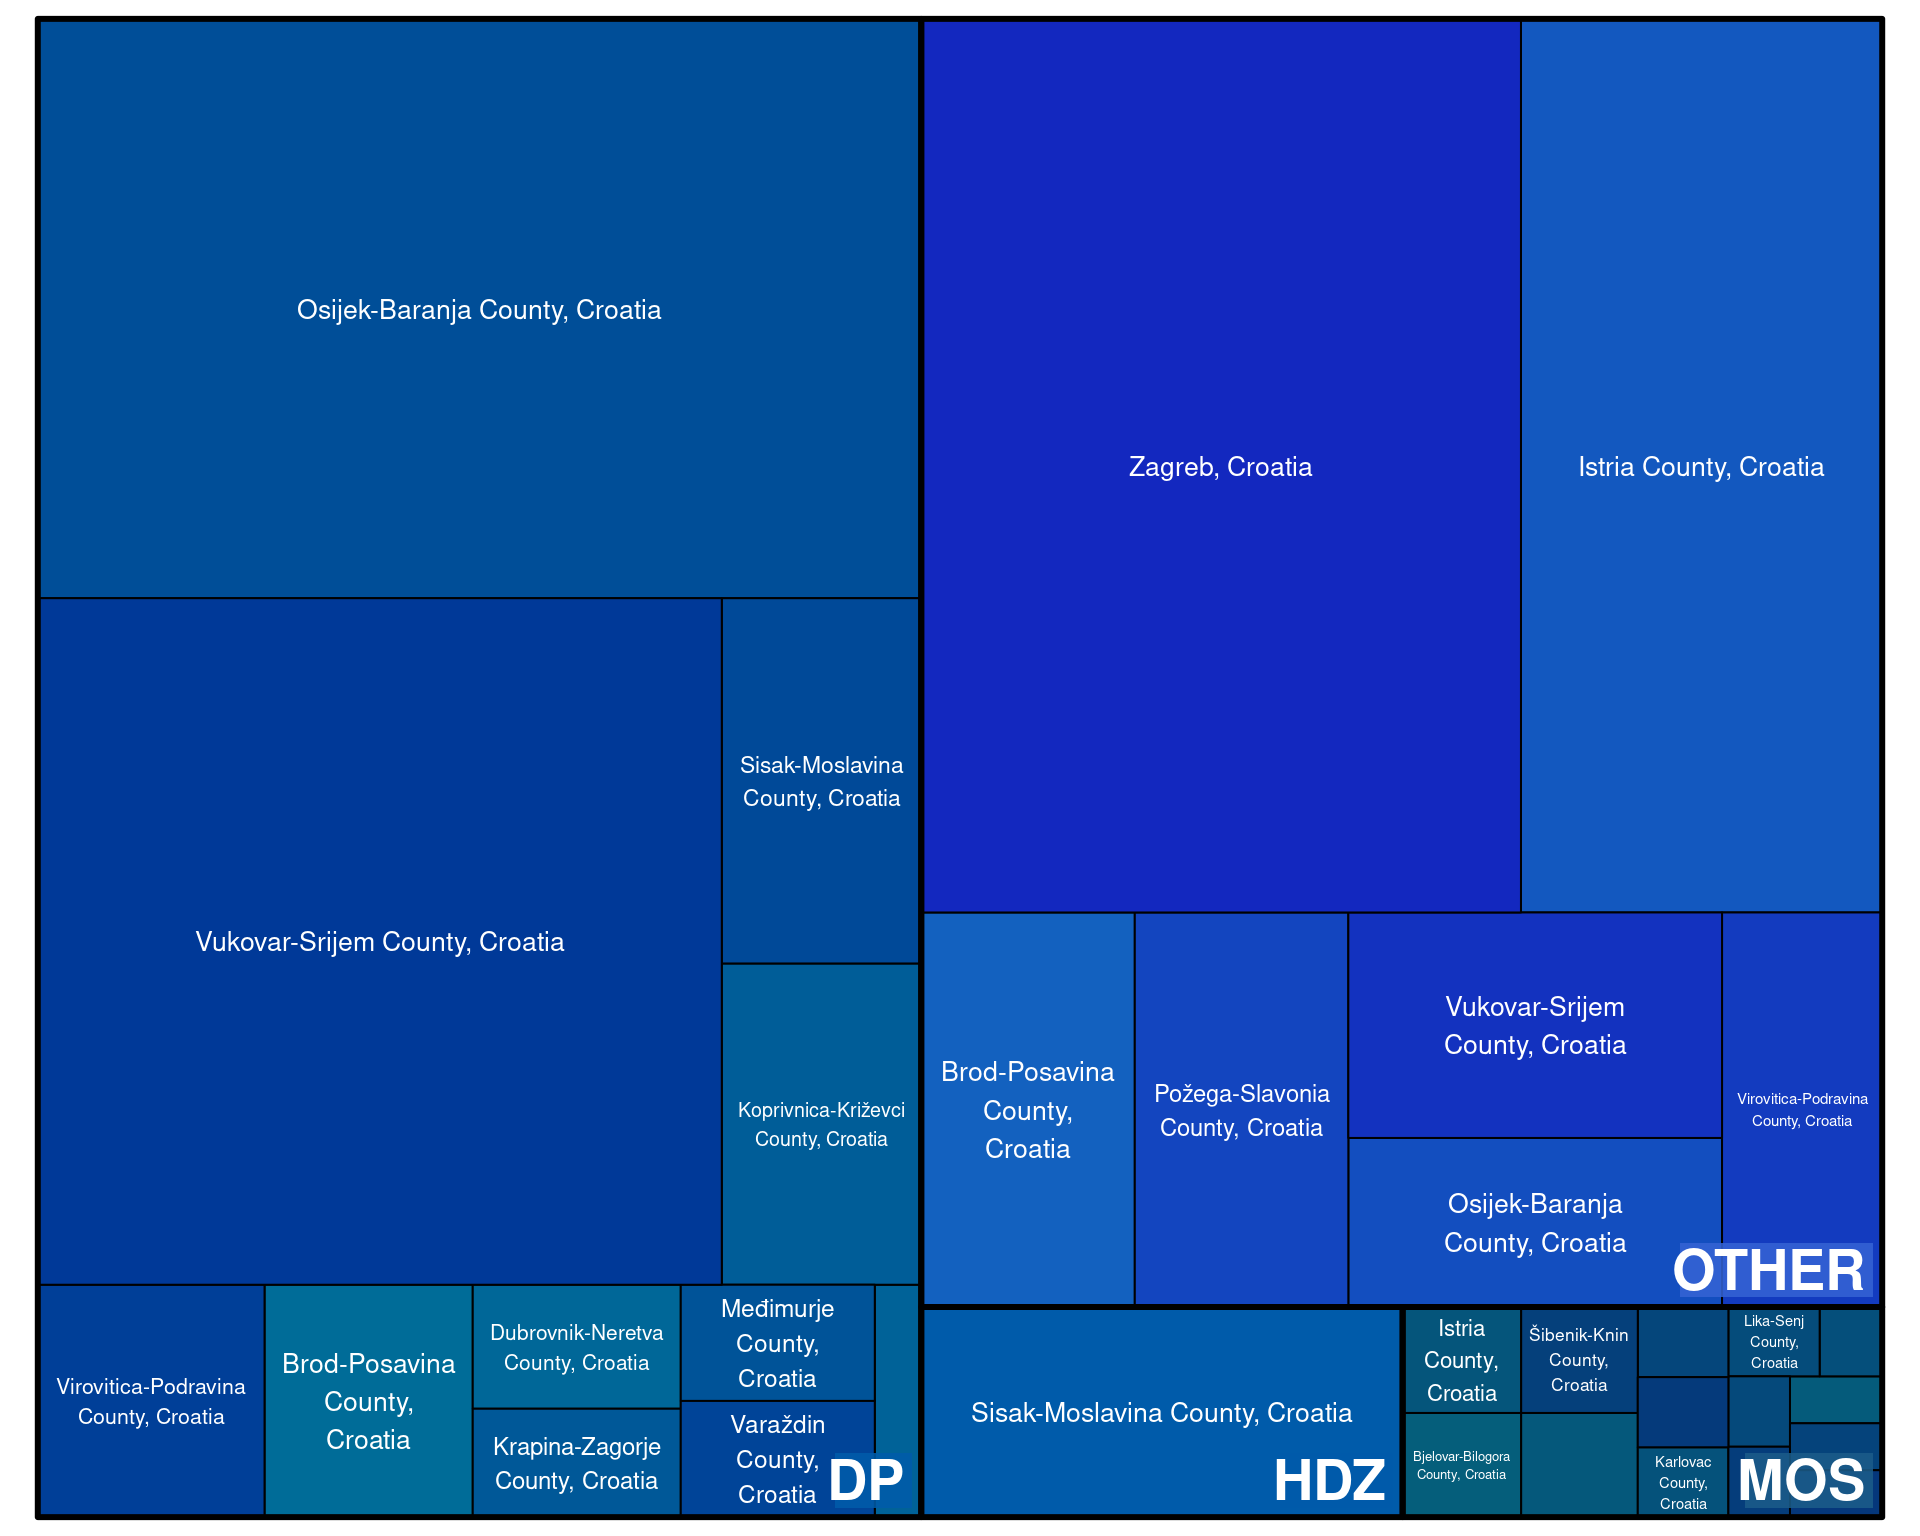 Osijek-Baranja County, Croatia
Vukovar-Srijem County, Croatia
Sisak-Moslavina
County, Croatia
Koprivnica-Križevci
County, Croatia
Virovitica-Podravina
County, Croatia
Brod-Posavina
County,
Croatia
Dubrovnik-Neretva
County, Croatia
Krapina-Zagorje
County, Croatia
Međimurje
County,
Croatia
Varaždin
County,
Croatia
DP
Zagreb, Croatia
Istria County, Croatia
Brod-Posavina
County,
Croatia
Požega-Slavonia
County, Croatia
Vukovar-Srijem
County, Croatia
Osijek-Baranja
County, Croatia
Virovitica-Podravina
County, Croatia
OTHER
Sisak-Moslavina County, Croatia
HDZ
Istria
County,
Croatia
Bjelovar-Bilogora
County, Croatia
Šibenik-Knin
County,
Croatia
Karlovac
County,
Croatia
Lika-Senj
County,
Croatia
MOS